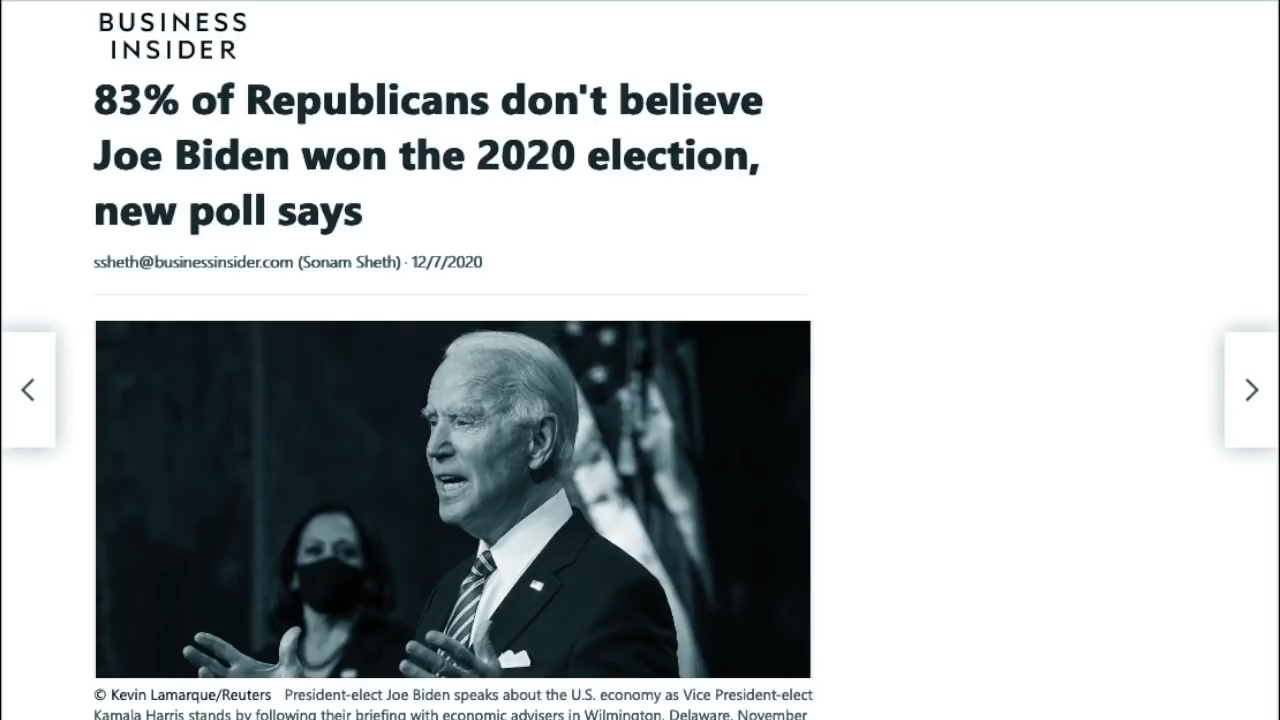 BUSINESS
INSIDER
83% of Republicans don't believe
Joe Biden won the 2020 election,
new poll says
ssheth@businessinsider.com (Sonam Sheth) · 12/7/2020
© Kevin Lamarque/Reuters President-elect Joe Biden speaks about the U.S. economy as Vice President-elect
Kamala Harris stands by following their briefing with economic advisers in Wilmington, Delaware, November